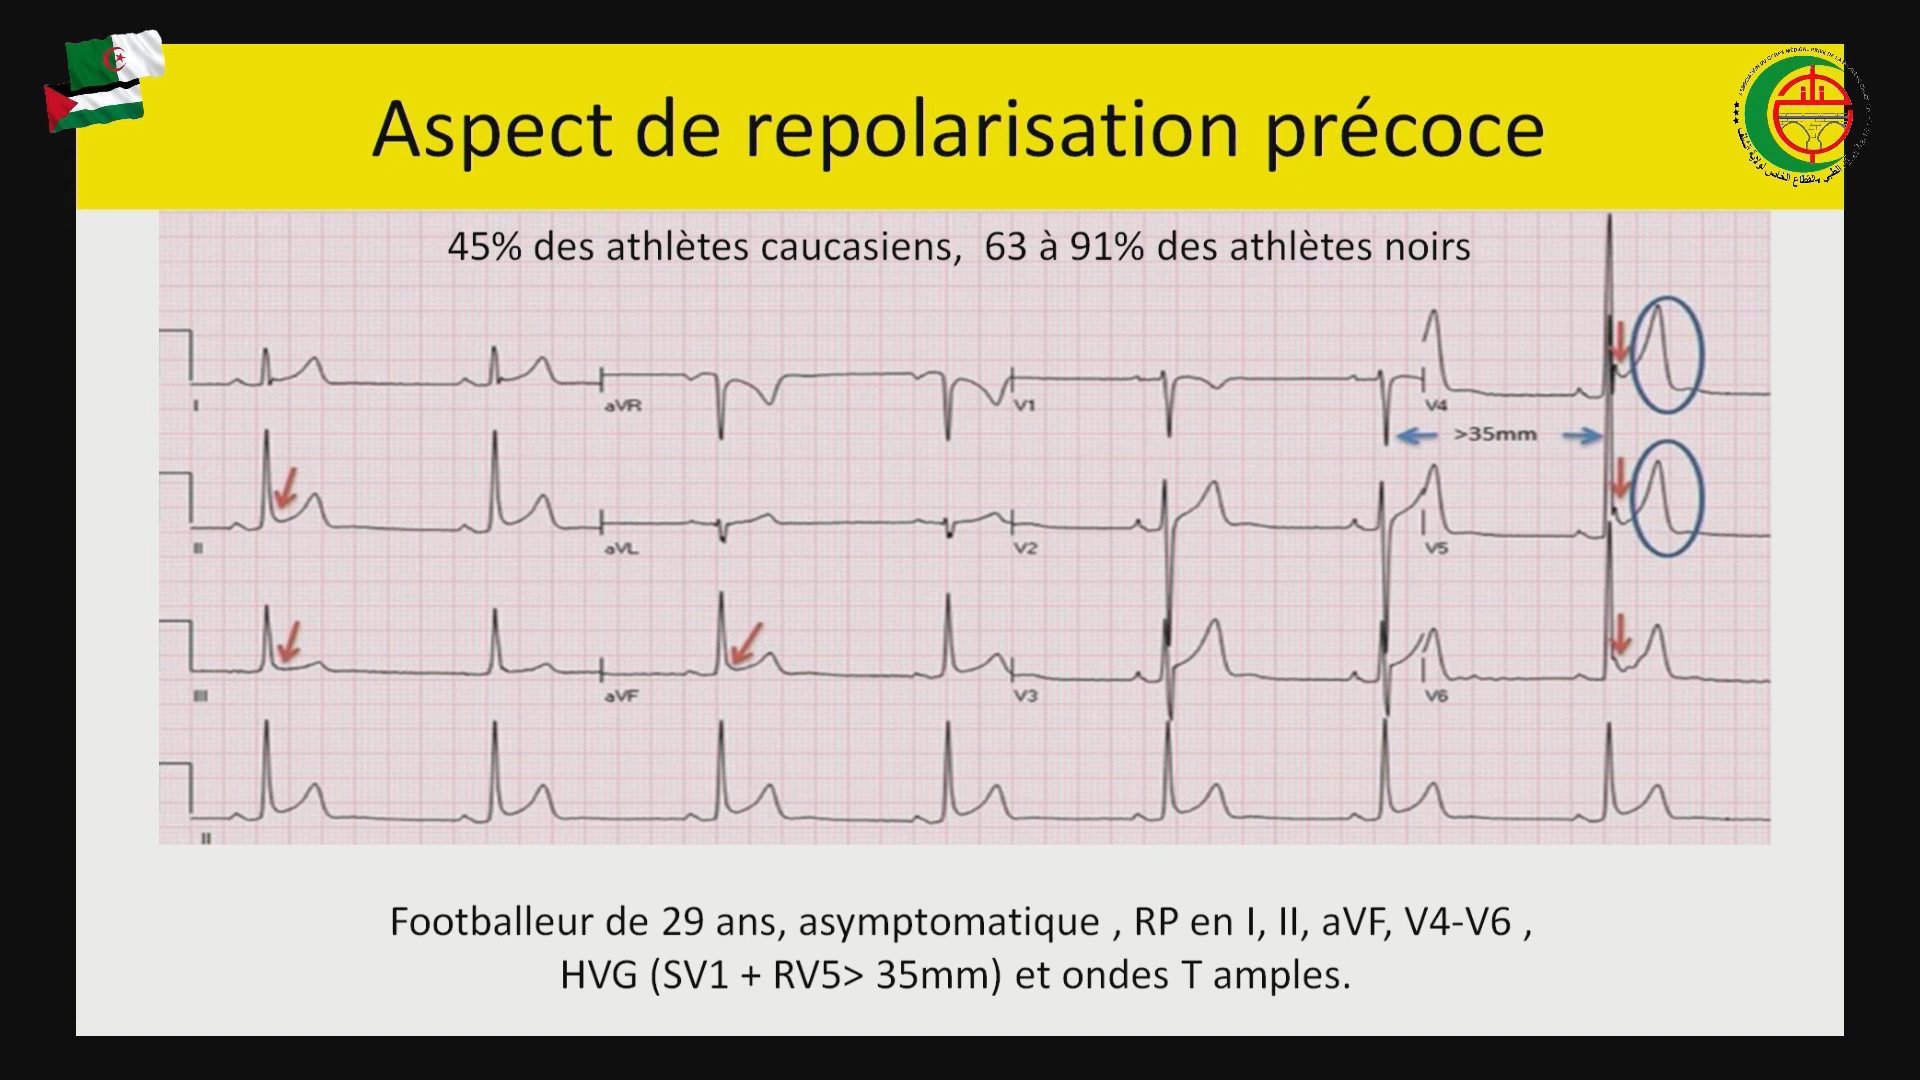 Aspect de repolarisation précoce
45% des athlètes caucasiens, 63 à 91% des athlètes noirs
I
aVR
V1
V4
>35mm
II
aVL
V2
V5
III
aVF
V3
V6
II
Footballeur de 29 ans, asymptomatique , RP en I, II, aVF, V4-V6 ,
HVG (SV1 + RV5> 35mm) et ondes T amples.